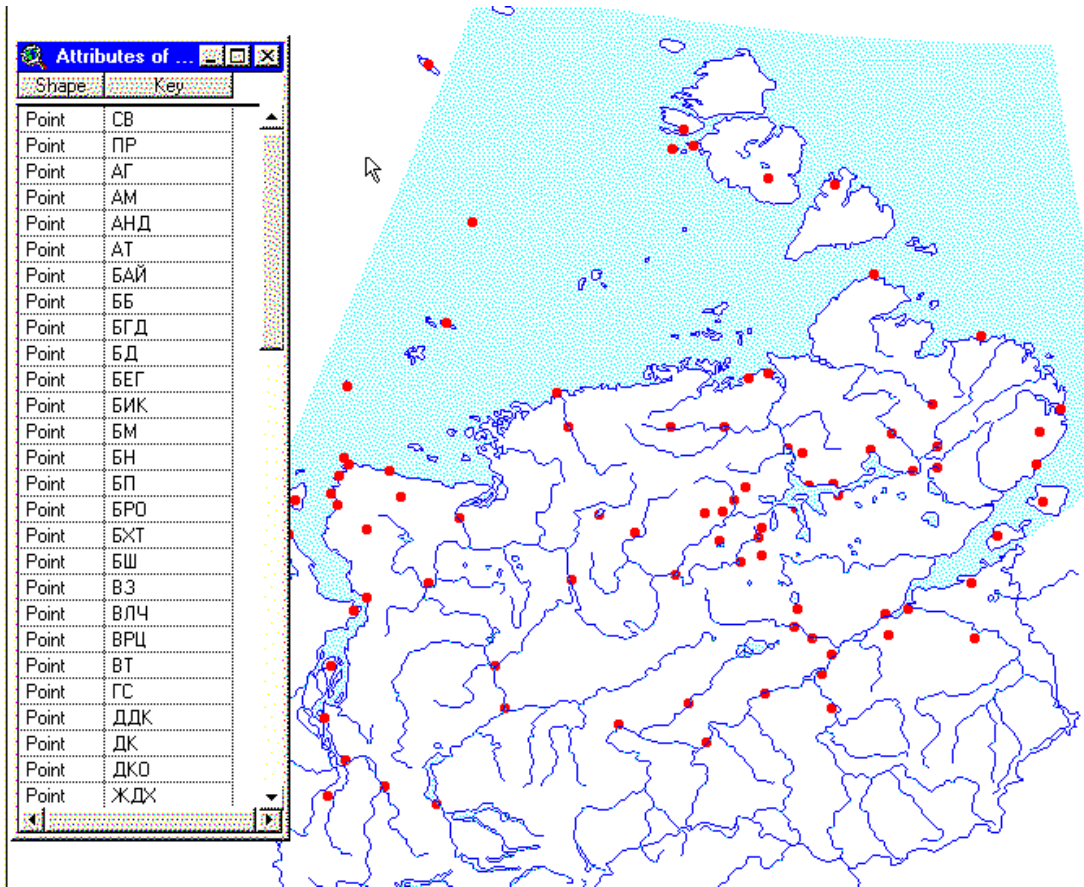 Attributes of ...
Shape Key
Point СВ
Point ПР
Point АГ
Point АМ
Point АНД
Point АТ
Point БАЙ
Point ББ
Point БГД
Point БД
Point БЕГ
Point БИК
Point БМ
Point БН
Point БП
Point БРО
Point БХТ
Point БШ
Point ВЗ
Point ВЛЧ
Point ВРЦ
Point ВТ
Point ГС
Point ДДК
Point ДК
Point ДКО
Point ЖДХ